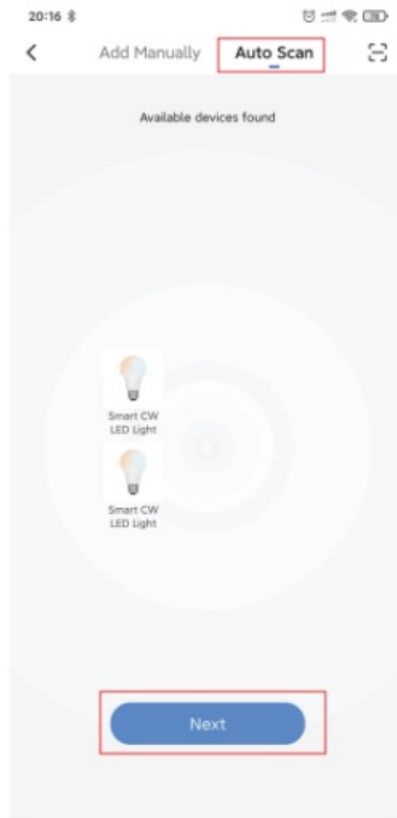 20:16
Add Manually Auto Scan
Available devices found
Smart CW
LED Light
Smart CW
LED Light
Next